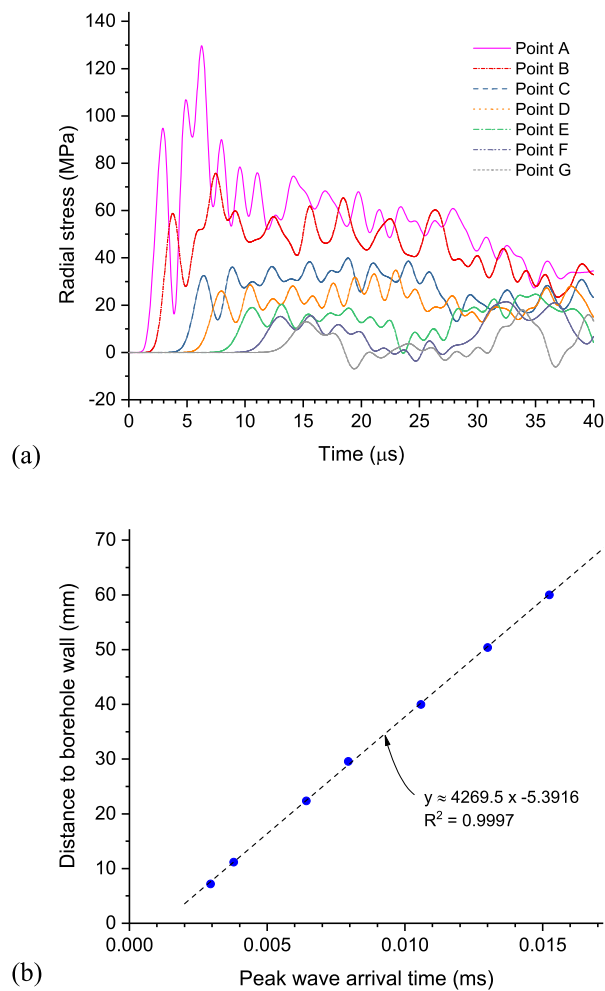 140
120
100
80
60
40
20
0
-20
Radial stress (MPa)
Point A
Point B
Point C
Point D
Point E
Point F
Point G
0 5 10 15 20 25 30 35 40
Time (μs)
(a)
70
60
50
40
30
20
10
0
Distance to borehole wall (mm)
y ≈ 4269.5 x -5.3916
R² = 0.9997
0.000 0.005 0.010 0.015
Peak wave arrival time (ms)
(b)